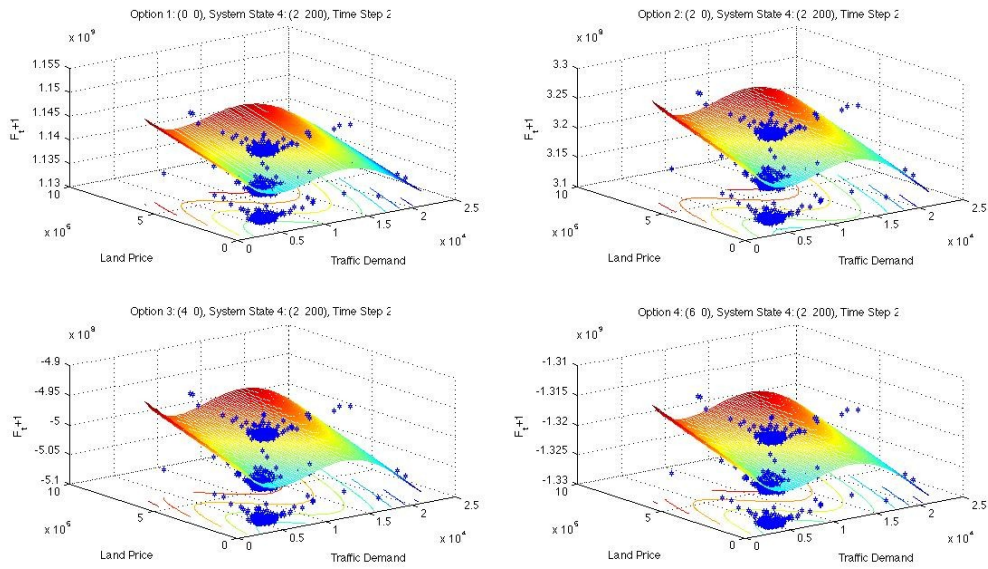 Option 1: (0 0), System State 4: (2 200), Time Step 2
x 10^9
1.155
1.15
1.145
1.14
1.135
1.13
F_t+1
10
5
0
x 10^6
Land Price
0
0.5
1
1.5
2
2.5
x 10^4
Traffic Demand
Option 2: (2 0), System State 4: (2 200), Time Step 2
x 10^9
3.3
3.25
3.2
3.15
3.1
F_t+1
10
5
0
x 10^6
Land Price
0
0.5
1
1.5
2
2.5
x 10^4
Traffic Demand
Option 3: (4 0), System State 4: (2 200), Time Step 2
x 10^8
-4.9
-4.95
-5
-5.05
-5.1
F_t+1
10
5
0
x 10^6
Land Price
0
0.5
1
1.5
2
2.5
x 10^4
Traffic Demand
Option 4: (6 0), System State 4: (2 200), Time Step 2
x 10^9
-1.31
-1.315
-1.32
-1.325
-1.33
F_t+1
10
5
0
x 10^6
Land Price
0
0.5
1
1.5
2
2.5
x 10^4
Traffic Demand